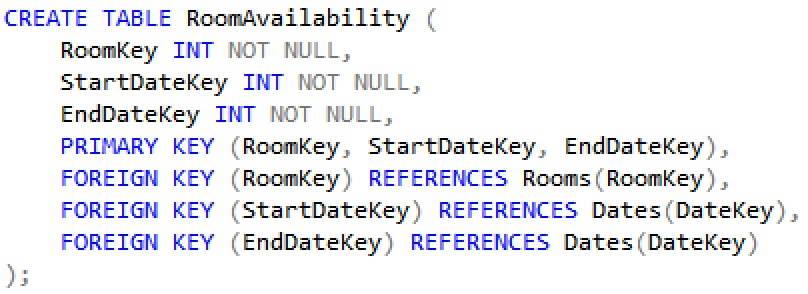 CREATE TABLE RoomAvailability (
    RoomKey INT NOT NULL,
    StartDateKey INT NOT NULL,
    EndDateKey INT NOT NULL,
    PRIMARY KEY (RoomKey, StartDateKey, EndDateKey),
    FOREIGN KEY (RoomKey) REFERENCES Rooms(RoomKey),
    FOREIGN KEY (StartDateKey) REFERENCES Dates(DateKey),
    FOREIGN KEY (EndDateKey) REFERENCES Dates(DateKey)
);